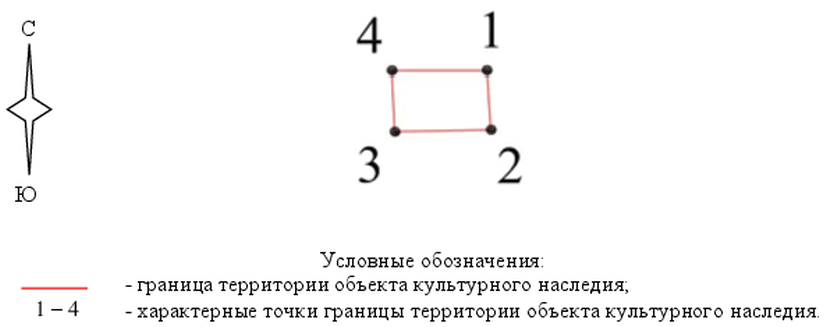 С
4 1
3 2
Ю
Условные обозначения:
- граница территории объекта культурного наследия;
1 – 4 - характерные точки границы территории объекта культурного наследия.